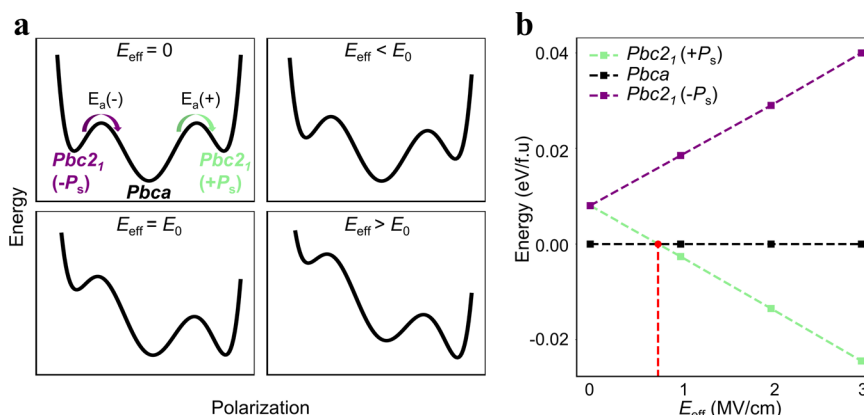 a
E_eff = 0
E_eff < E_0
E_a(-)
E_a(+)
Pbc2_1
(-P_s)
Pbca
Pbc2_1
(+P_s)
E_eff = E_0
E_eff > E_0
Energy
Polarization
b
Pbc2_1 (+P_s)
Pbca
Pbc2_1 (-P_s)
0.04
0.02
0.00
-0.02
Energy (eV/f.u)
0 1 2 3
E_eff (MV/cm)